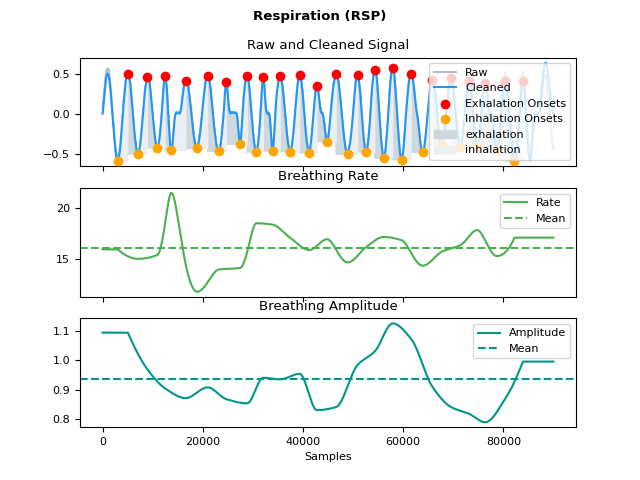 Respiration (RSP)
Raw and Cleaned Signal
0.5
0.0
−0.5
Raw
Cleaned
Exhalation Onsets
Inhalation Onsets
exhalation
inhalation
Breathing Rate
20
15
Rate
Mean
Breathing Amplitude
1.1
1.0
0.9
0.8
Amplitude
Mean
0 20000 40000 60000 80000
Samples